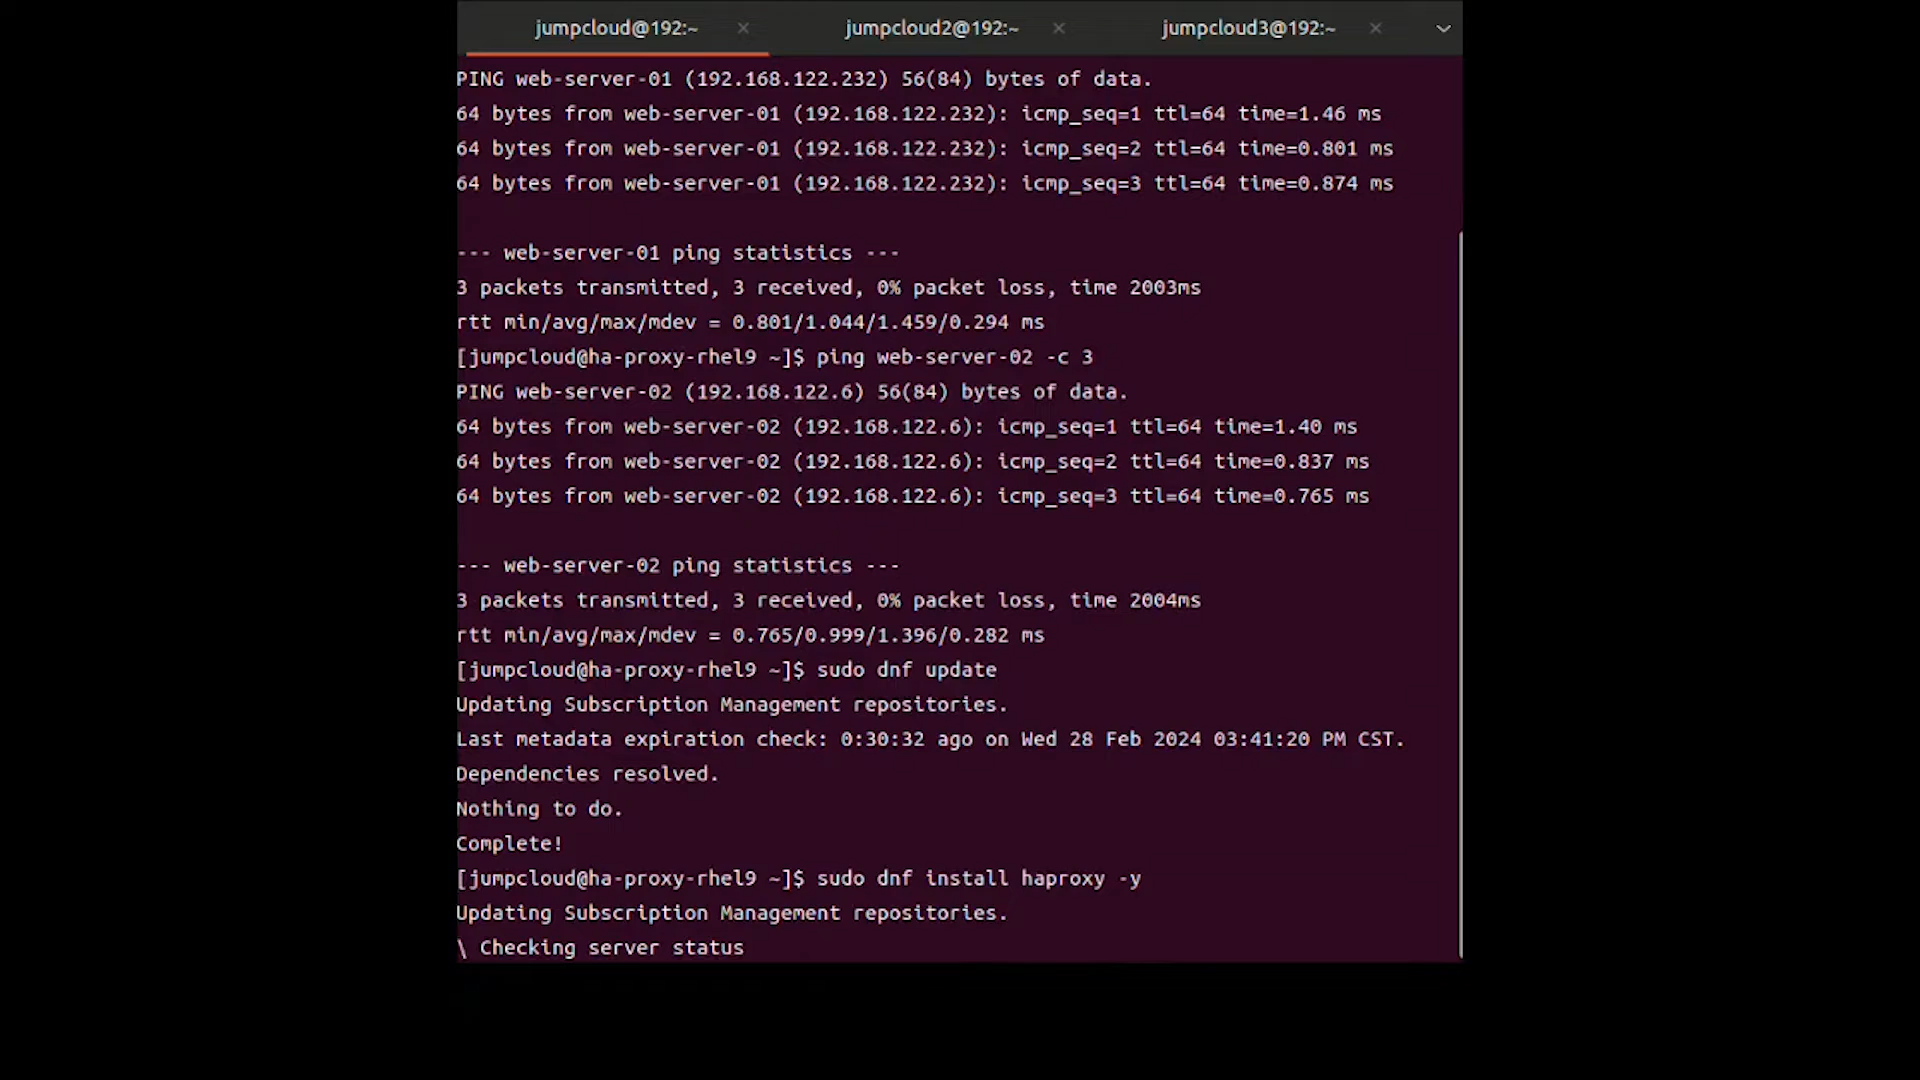 jumpcloud@192:~ × jumpcloud2@192:~ × jumpcloud3@192:~ ×
PING web-server-01 (192.168.122.232) 56(84) bytes of data.
64 bytes from web-server-01 (192.168.122.232): icmp_seq=1 ttl=64 time=1.46 ms
64 bytes from web-server-01 (192.168.122.232): icmp_seq=2 ttl=64 time=0.801 ms
64 bytes from web-server-01 (192.168.122.232): icmp_seq=3 ttl=64 time=0.874 ms
--- web-server-01 ping statistics ---
3 packets transmitted, 3 received, 0% packet loss, time 2003ms
rtt min/avg/max/mdev = 0.801/1.044/1.459/0.294 ms
[jumpcloud@ha-proxy-rhel9 ~]$ ping web-server-02 -c 3
PING web-server-02 (192.168.122.6) 56(84) bytes of data.
64 bytes from web-server-02 (192.168.122.6): icmp_seq=1 ttl=64 time=1.40 ms
64 bytes from web-server-02 (192.168.122.6): icmp_seq=2 ttl=64 time=0.837 ms
64 bytes from web-server-02 (192.168.122.6): icmp_seq=3 ttl=64 time=0.765 ms
--- web-server-02 ping statistics ---
3 packets transmitted, 3 received, 0% packet loss, time 2004ms
rtt min/avg/max/mdev = 0.765/0.999/1.396/0.282 ms
[jumpcloud@ha-proxy-rhel9 ~]$ sudo dnf update
Updating Subscription Management repositories.
Last metadata expiration check: 0:30:32 ago on Wed 28 Feb 2024 03:41:20 PM CST.
Dependencies resolved.
Nothing to do.
Complete!
[jumpcloud@ha-proxy-rhel9 ~]$ sudo dnf install haproxy -y
Updating Subscription Management repositories.
\ Checking server status